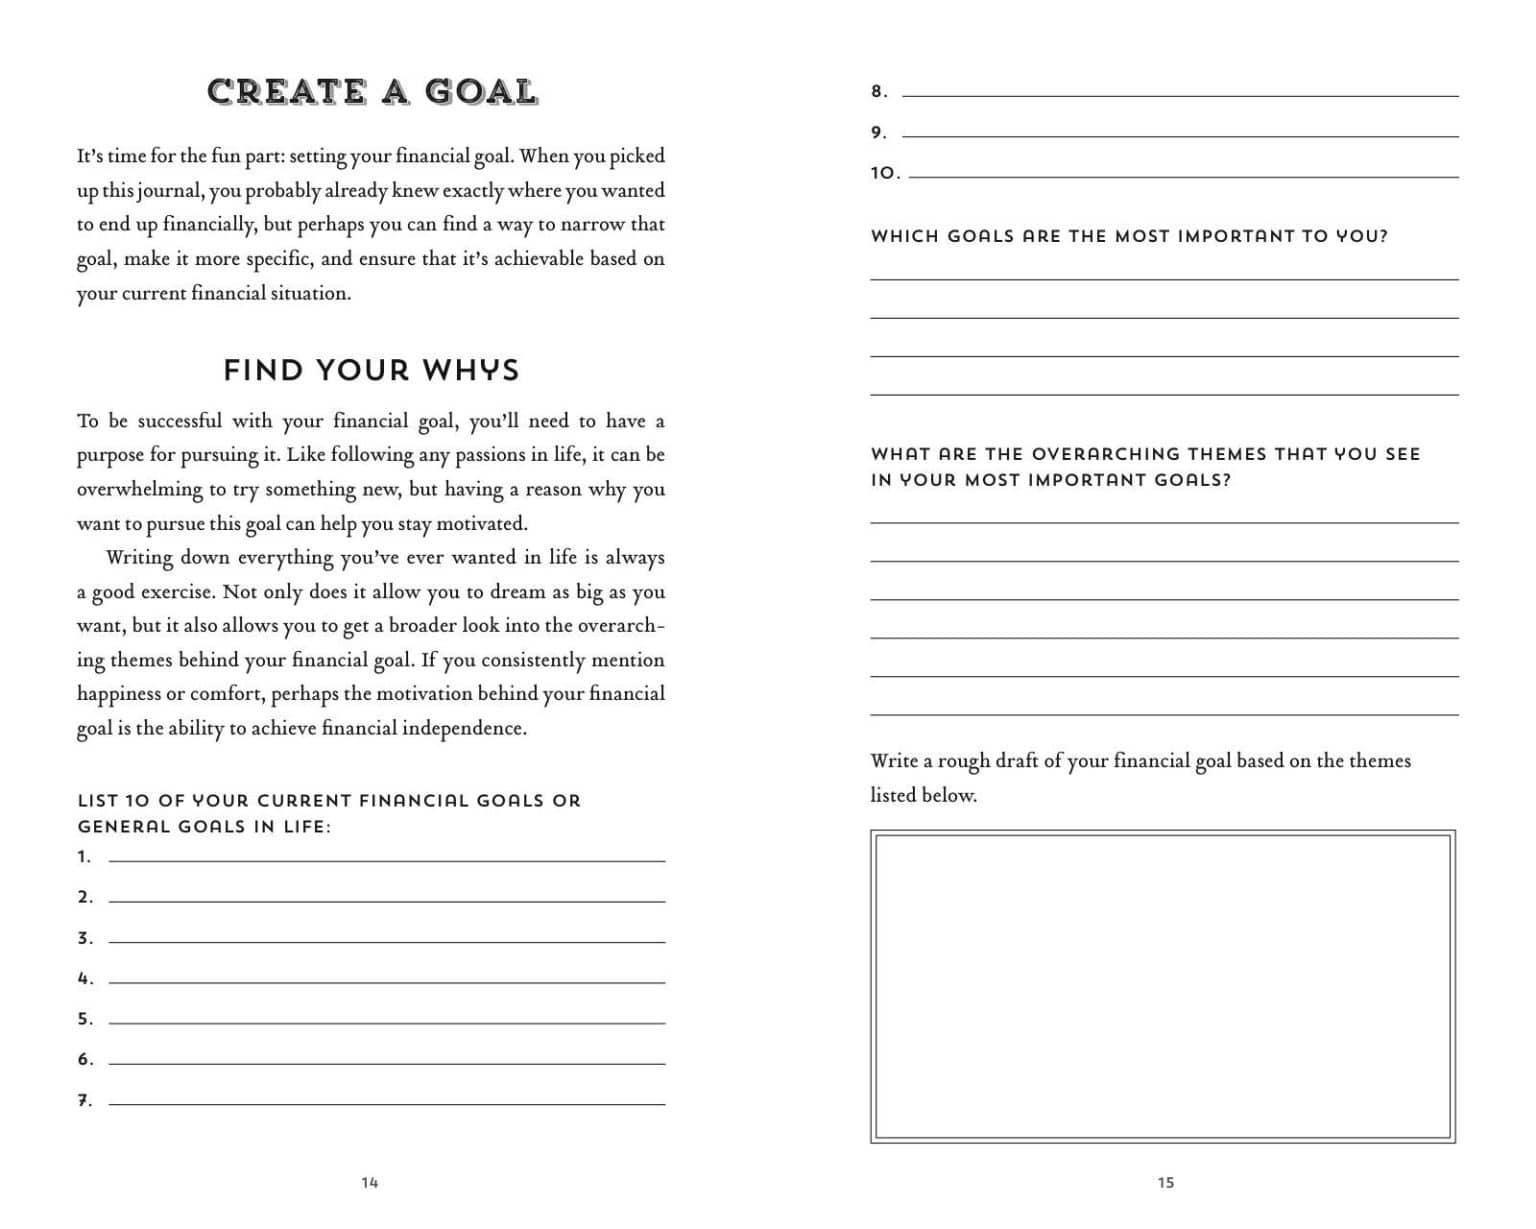 CREATE A GOAL
It's time for the fun part: setting your financial goal. When you picked
up this journal, you probably already knew exactly where you wanted
to end up financially, but perhaps you can find a way to narrow that
goal, make it more specific, and ensure that it's achievable based on
your current financial situation.
FIND YOUR WHYS
To be successful with your financial goal, you'll need to have a
purpose for pursuing it. Like following any passions in life, it can be
overwhelming to try something new, but having a reason why you
want to pursue this goal can help you stay motivated.
Writing down everything you've ever wanted in life is always
a good exercise. Not only does it allow you to dream as big as you
want, but it also allows you to get a broader look into the overarch-
ing themes behind your financial goal. If you consistently mention
happiness or comfort, perhaps the motivation behind your financial
goal is the ability to achieve financial independence.
LIST 10 OF YOUR CURRENT FINANCIAL GOALS OR
GENERAL GOALS IN LIFE:
1.
2.
3.
4.
5.
6.
7.
14
8.
9.
10.
WHICH GOALS ARE THE MOST IMPORTANT TO YOU?
WHAT ARE THE OVERARCHING THEMES THAT YOU SEE
IN YOUR MOST IMPORTANT GOALS?
Write a rough draft of your financial goal based on the themes
listed below.
15